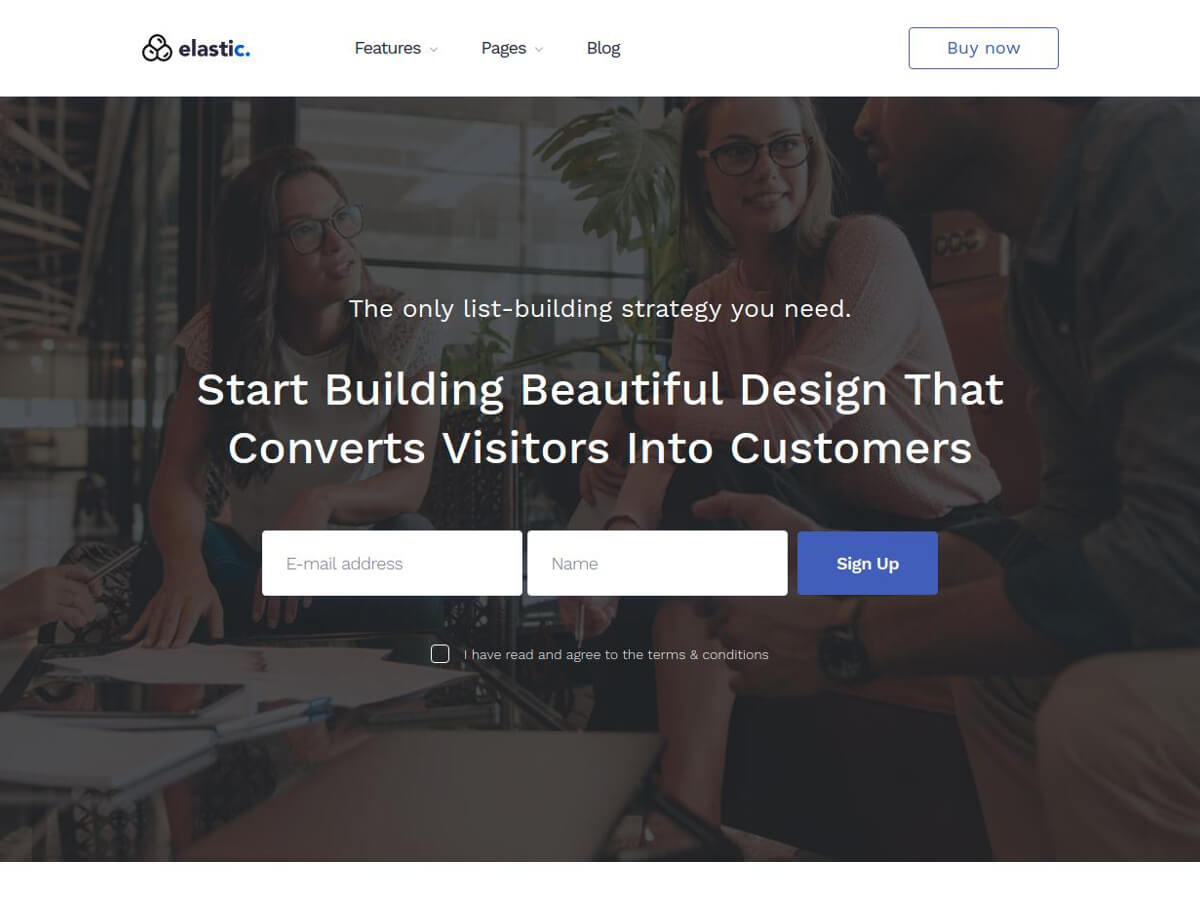 elastic.
Features
Pages
Blog
Buy now
The only list-building strategy you need.
Start Building Beautiful Design That
Converts Visitors Into Customers
E-mail address
Name
Sign Up
I have read and agree to the terms & conditions